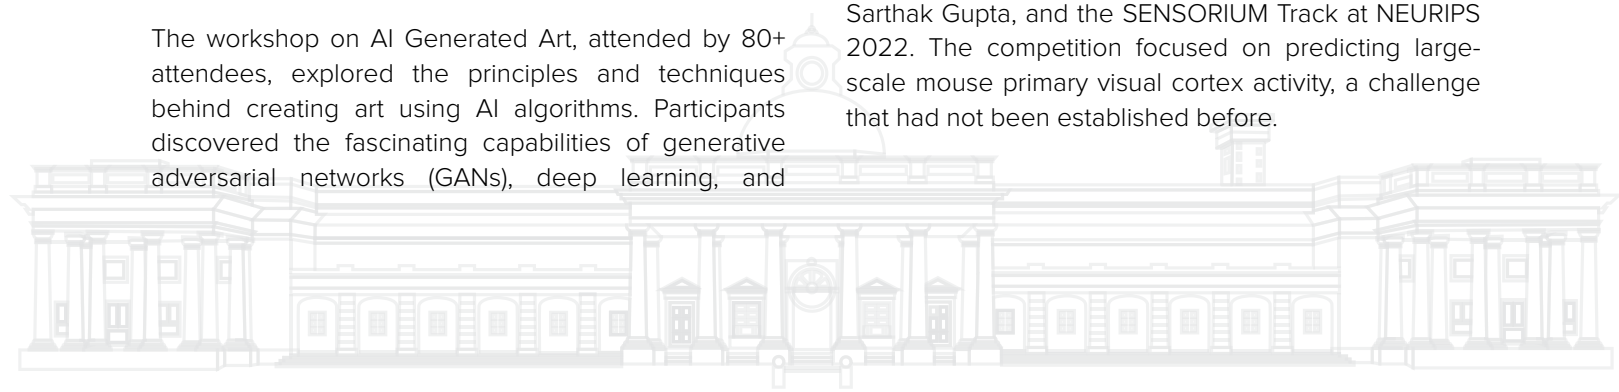 The workshop on AI Generated Art, attended by 80+
attendees, explored the principles and techniques
behind creating art using AI algorithms. Participants
discovered the fascinating capabilities of generative
adversarial networks (GANs), deep learning, and
Sarthak Gupta, and the SENSORIUM Track at NEURIPS
2022. The competition focused on predicting large-
scale mouse primary visual cortex activity, a challenge
that had not been established before.